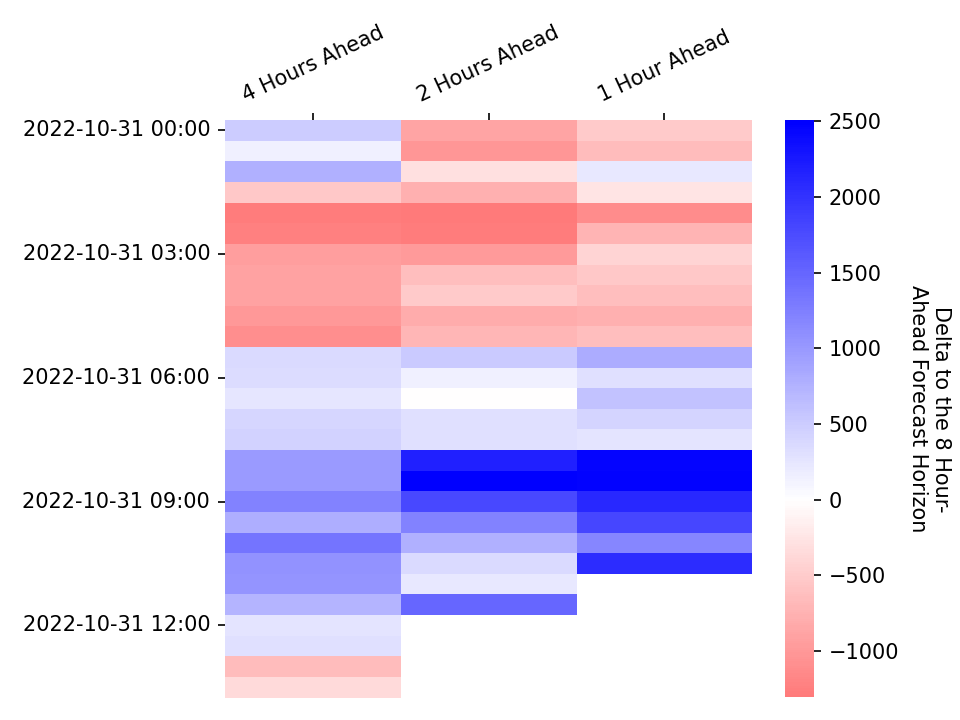 4 Hours Ahead
2 Hours Ahead
1 Hour Ahead
2022-10-31 00:00
2022-10-31 03:00
2022-10-31 06:00
2022-10-31 09:00
2022-10-31 12:00
2500
2000
1500
1000
500
0
−500
−1000
Delta to the 8 Hour-
Ahead Forecast Horizon